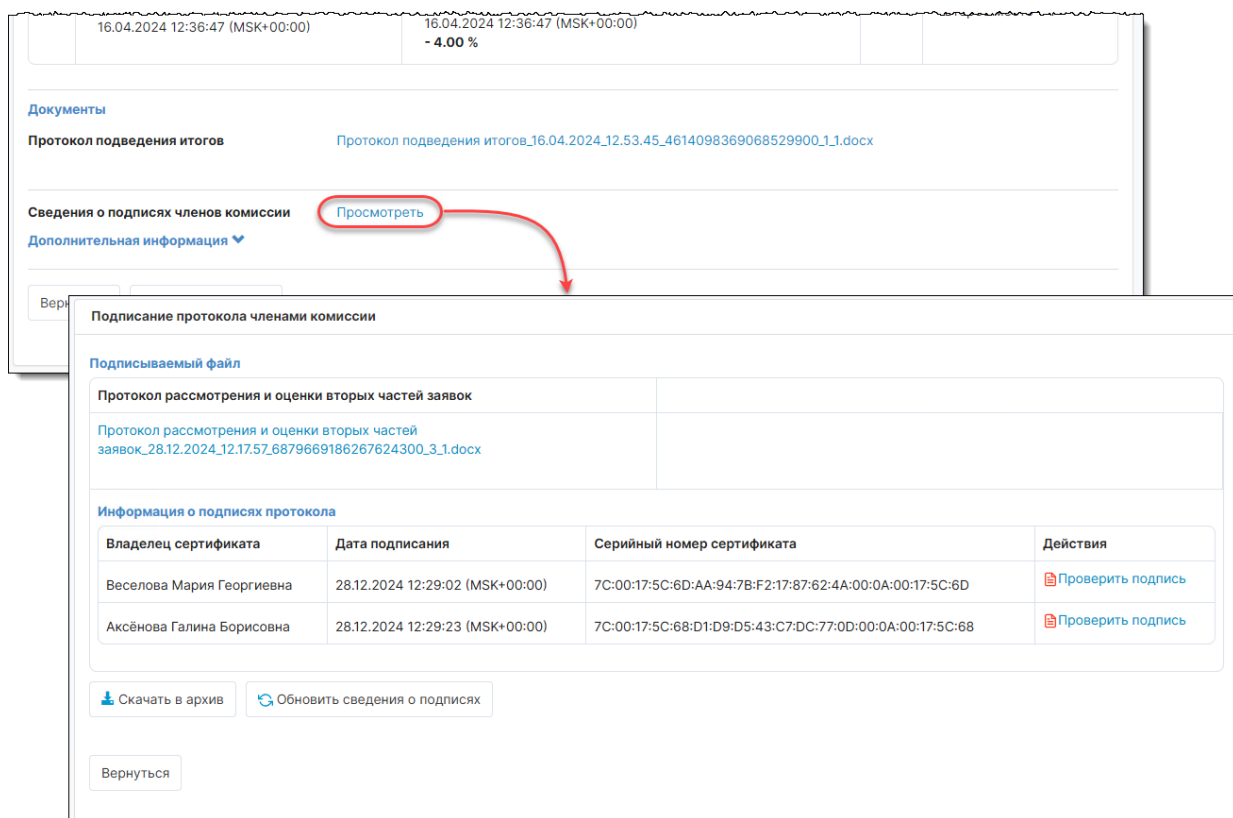 16.04.2024 12:36:47 (MSK+00:00)
16.04.2024 12:36:47 (MSK+00:00)
- 4.00 %
Документы
Протокол подведения итогов
Протокол подведения итогов_16.04.2024_12.53.45_4614098369068529900_1_1.docx
Сведения о подписях членов комиссии
Просмотреть
Дополнительная информация
Подписание протокола членами комиссии
Подписываемый файл
Протокол рассмотрения и оценки вторых частей заявок
Протокол рассмотрения и оценки вторых частей
заявок_28.12.2024_12.17.57_6879669186267624300_3_1.docx
Информация о подписях протокола
Владелец сертификата Дата подписания Серийный номер сертификата Действия
Веселова Мария Георгиевна 28.12.2024 12:29:02 (MSK+00:00) 7C:00:17:5C:6D:AA:94:7B:F2:17:87:62:4A:00:0A:00:17:5C:6D Проверить подпись
Аксёнова Галина Борисовна 28.12.2024 12:29:23 (MSK+00:00) 7C:00:17:5C:68:D1:D9:D5:43:C7:DC:77:0D:00:0A:00:17:5C:68 Проверить подпись
Скачать в архив Обновить сведения о подписях
Вернуться